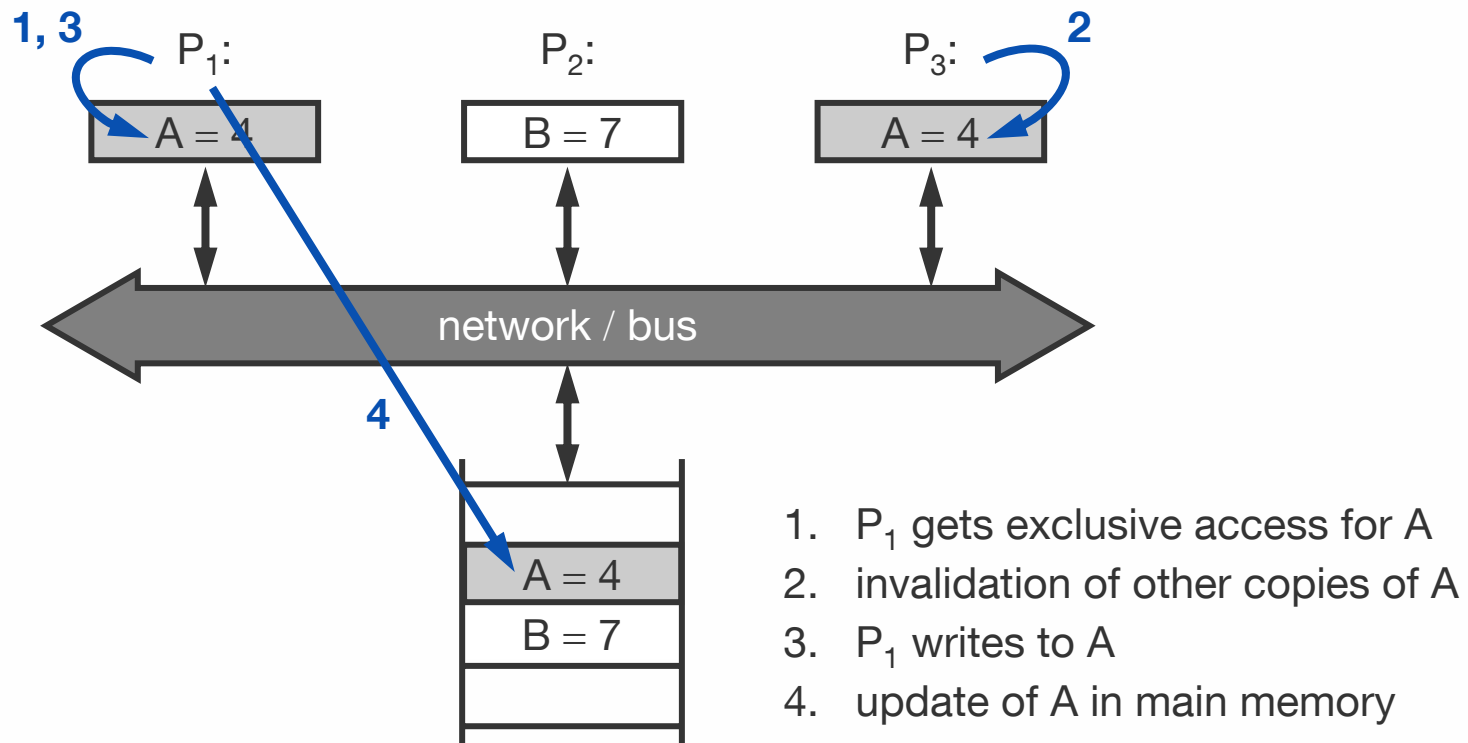 1, 3
2
P₁:
P₂:
P₃:
A = 4
B = 7
A = 4
network / bus
4
A = 4
B = 7
1. P₁ gets exclusive access for A
2. invalidation of other copies of A
3. P₁ writes to A
4. update of A in main memory